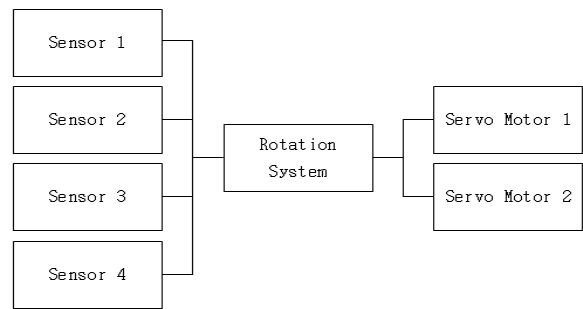 Sensor 1
Sensor 2
Sensor 3
Sensor 4
Rotation
System
Servo Motor 1
Servo Motor 2